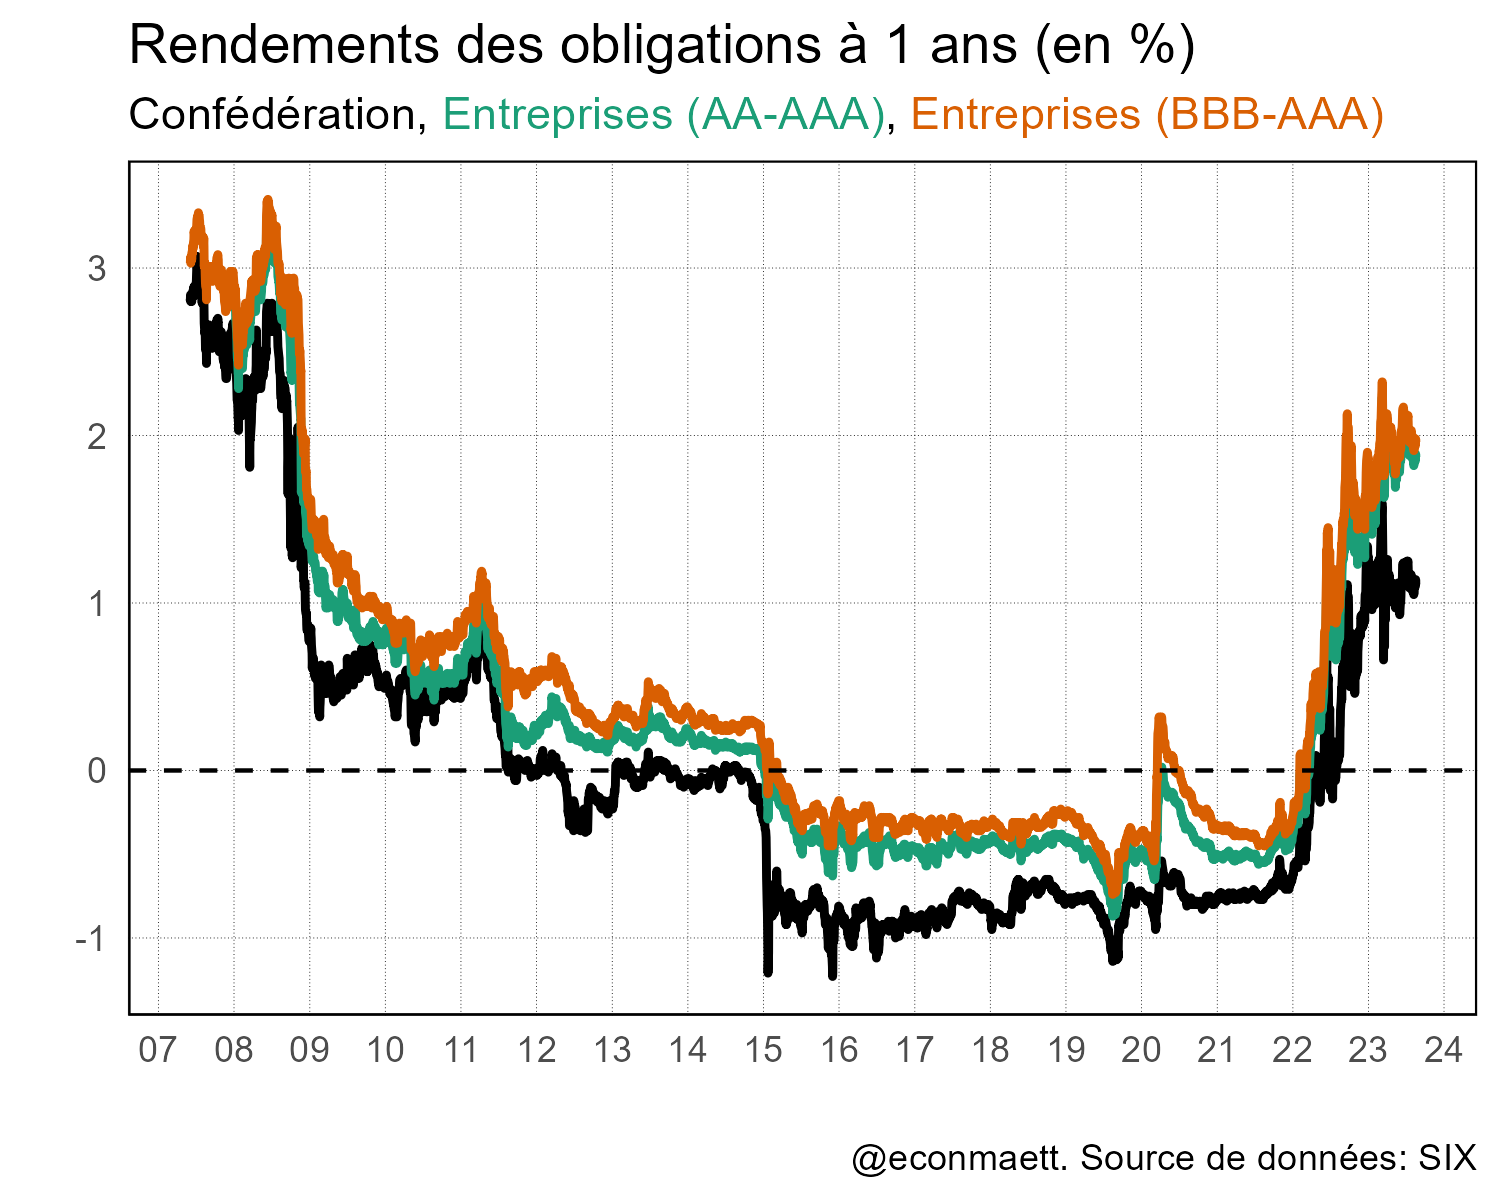 Rendements des obligations à 1 ans (en %)
Confédération, Entreprises (AA-AAA), Entreprises (BBB-AAA)
3
2
1
0
-1
07 08 09 10 11 12 13 14 15 16 17 18 19 20 21 22 23 24
@econmaett. Source de données: SIX